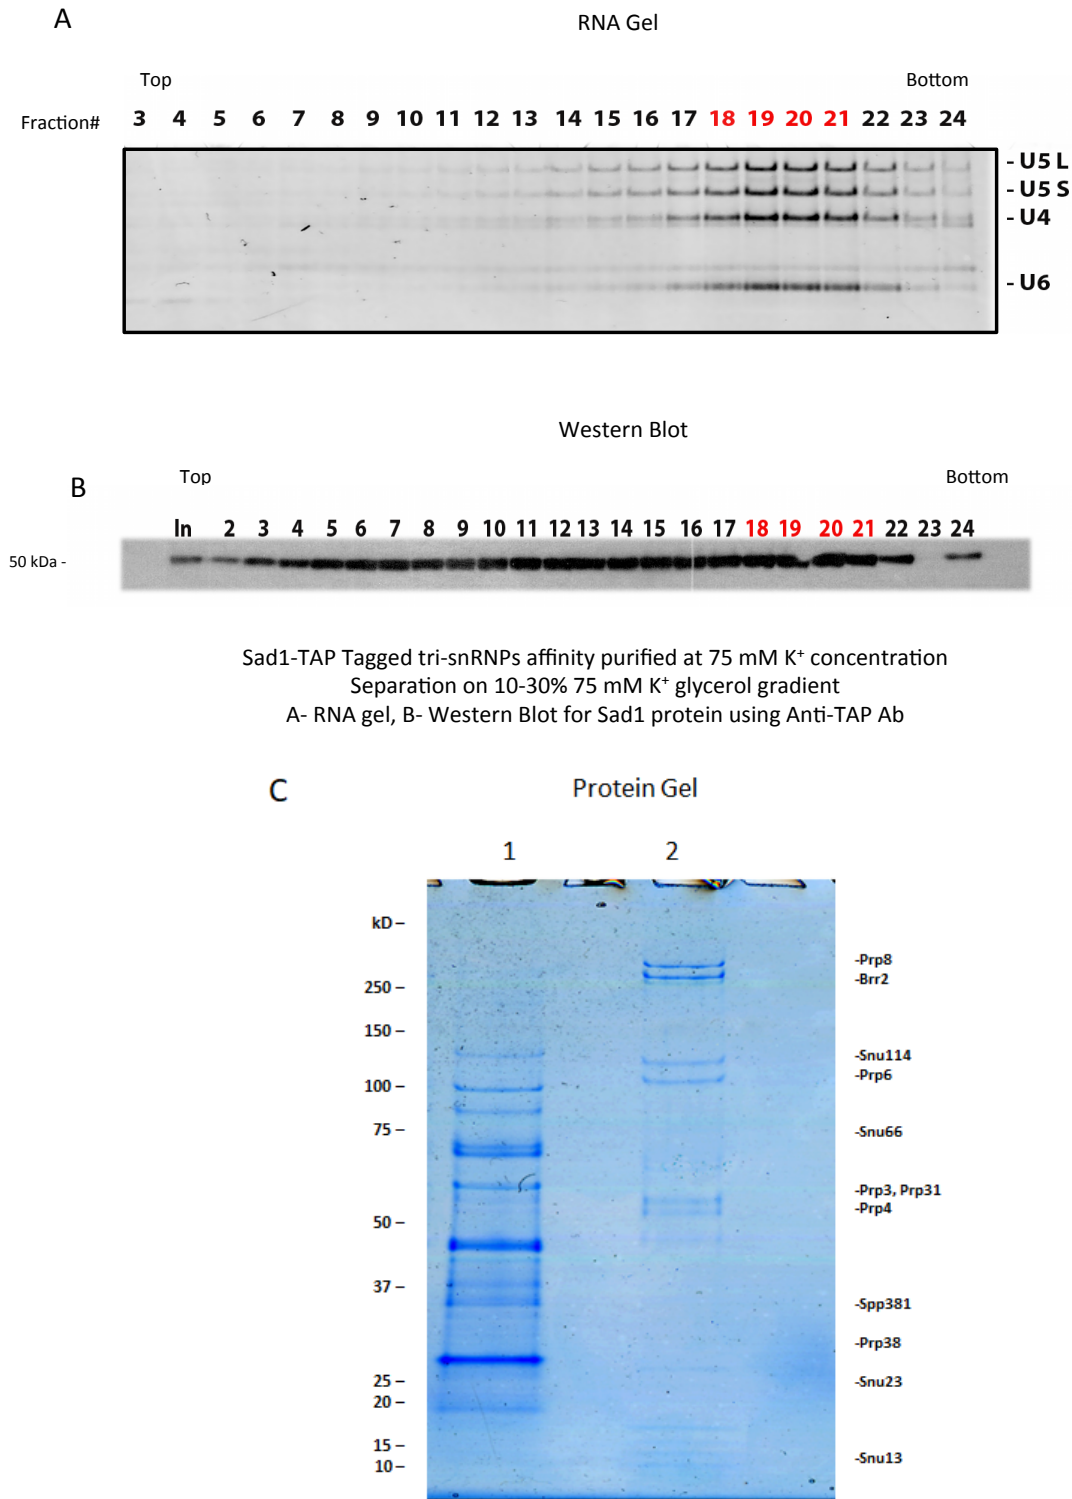 A
RNA Gel
Top
Bottom
Fraction# 3 4 5 6 7 8 9 10 11 12 13 14 15 16 17 18 19 20 21 22 23 24
- U5 L
- U5 S
- U4
- U6
Western Blot
Top
Bottom
B
In 2 3 4 5 6 7 8 9 10 11 12 13 14 15 16 17 18 19 20 21 22 23 24
50 kDa -
Sad1-TAP Tagged tri-snRNPs affinity purified at 75 mM K⁺ concentration
Separation on 10-30% 75 mM K⁺ glycerol gradient
A- RNA gel, B- Western Blot for Sad1 protein using Anti-TAP Ab
C
Protein Gel
1 2
kD –
-Prp8
-Brr2
250 –
150 –
-Snu114
-Prp6
100 –
75 –
-Snu66
-Prp3, Prp31
-Prp4
50 –
37 –
-Spp381
-Prp38
25 –
-Snu23
20 –
15 –
-Snu13
10 –